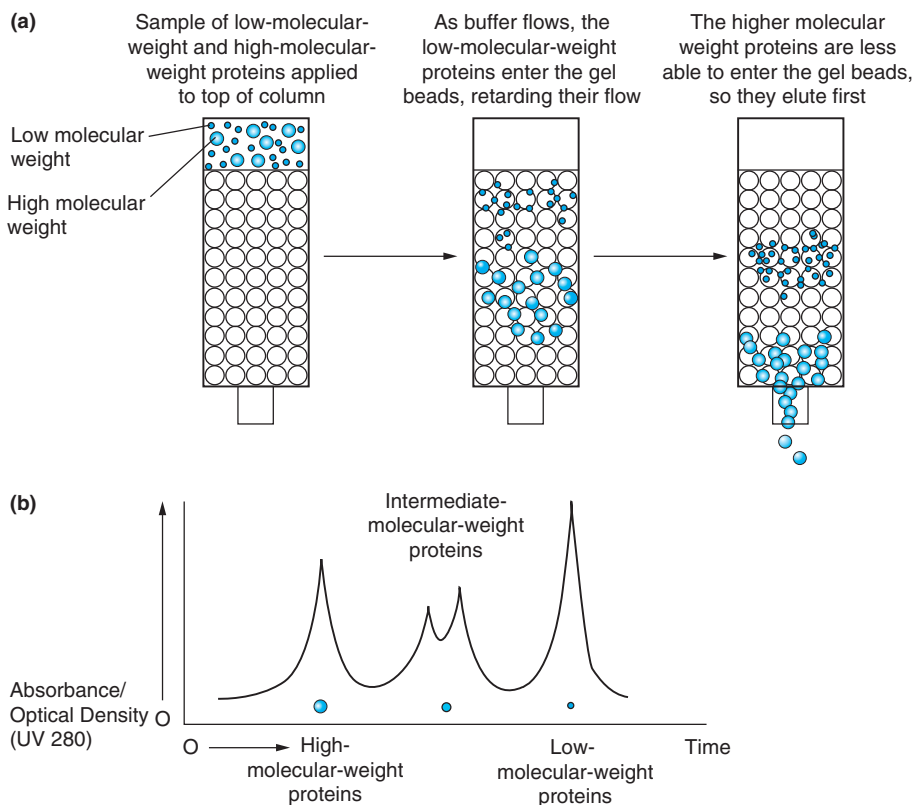 (a)
Sample of low-molecular-
weight and high-molecular-
weight proteins applied
to top of column
As buffer flows, the
low-molecular-weight
proteins enter the gel
beads, retarding their flow
The higher molecular
weight proteins are less
able to enter the gel beads,
so they elute first
Low molecular
weight
High molecular
weight
(b)
Intermediate-
molecular-weight
proteins
Absorbance/
Optical Density
(UV 280)
O
O
High-
molecular-weight
proteins
Low-
molecular-weight
proteins
Time